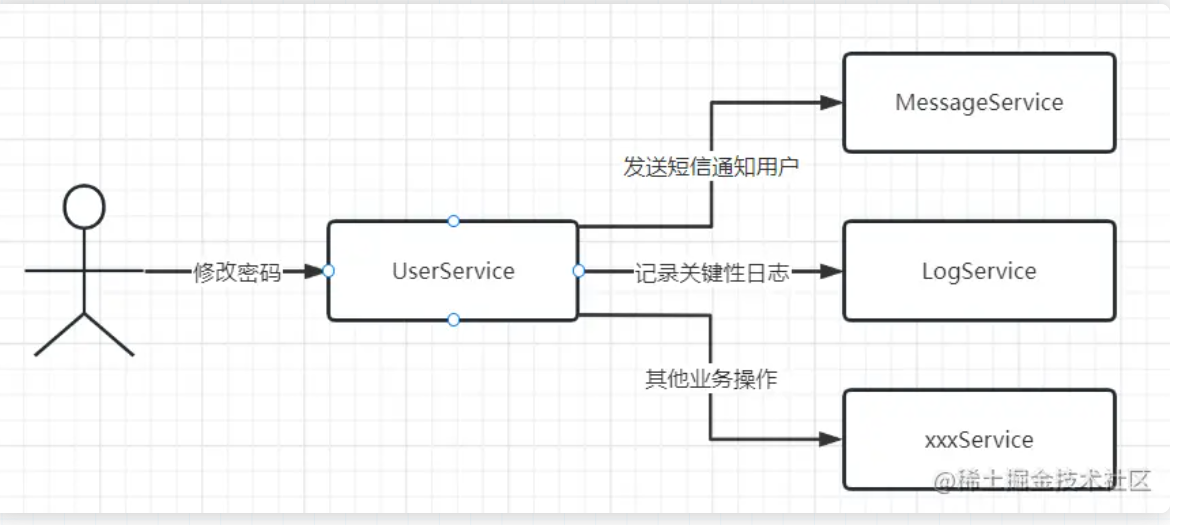 MessageService
发送短信通知用户
修改密码
UserService
记录关键性日志
LogService
其他业务操作
xxxService
@稀土掘金技术社区